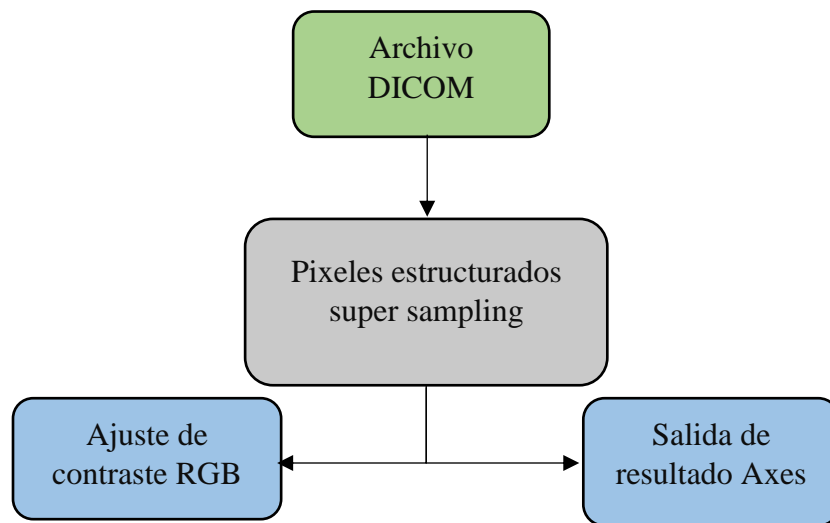 Archivo
DICOM
Pixeles estructurados
super sampling
Ajuste de
contraste RGB
Salida de
resultado Axes